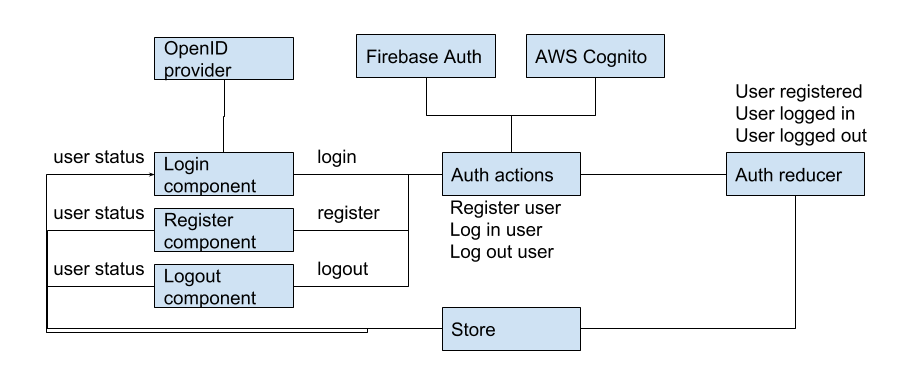 OpenID
provider
Firebase Auth
AWS Cognito
User registered
User logged in
User logged out
user status
Login
component
login
Auth actions
Auth reducer
user status
Register
component
register
Register user
Log in user
Log out user
user status
Logout
component
logout
Store